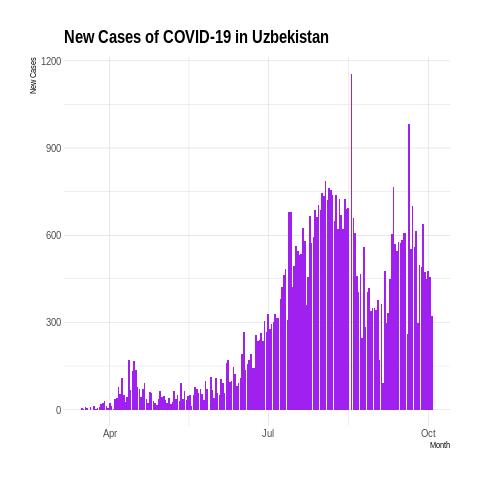 New Cases of COVID-19 in Uzbekistan
New Cases
1200
900
600
300
0
Apr
Jul
Oct
Month